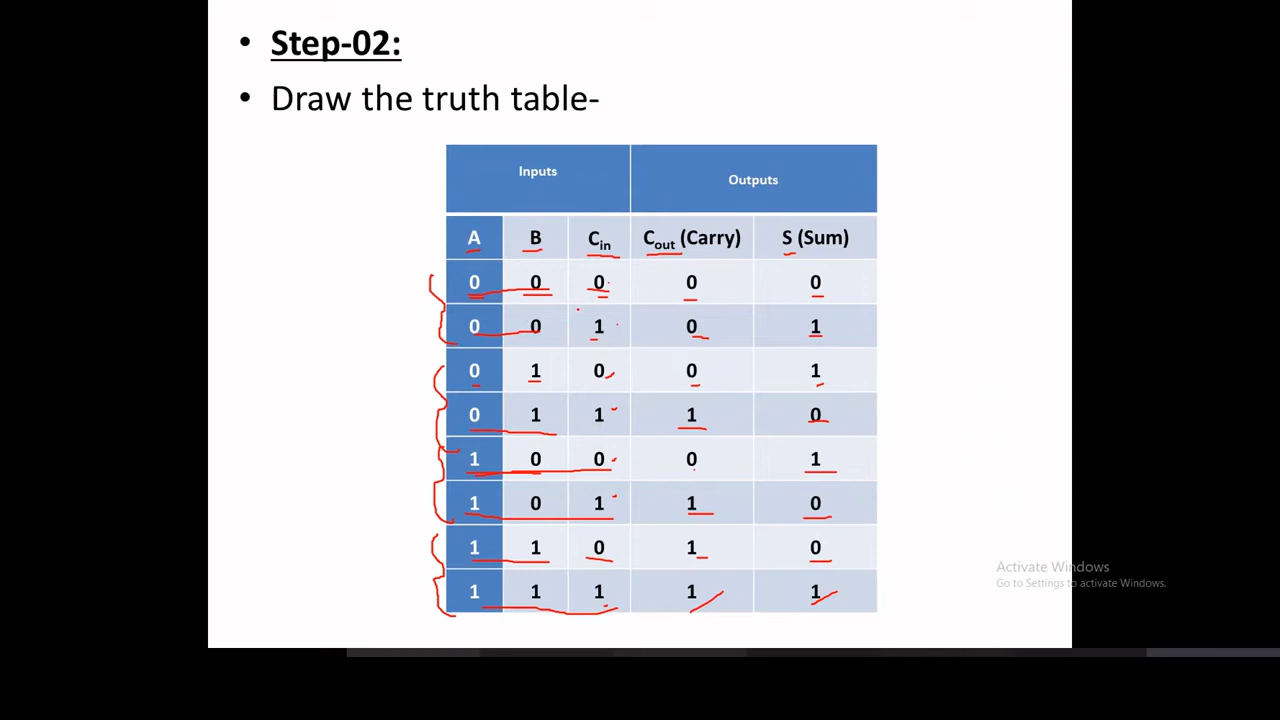 • Step-02:
• Draw the truth table-
Inputs Outputs
A B Cin Cout (Carry) S (Sum)
0 0 0 0 0
0 0 1 0 1
0 1 0 0 1
0 1 1 1 0
1 0 0 0 1
1 0 1 1 0
1 1 0 1 0
1 1 1 1 1
Activate Windows
Go to Settings to activate Windows.